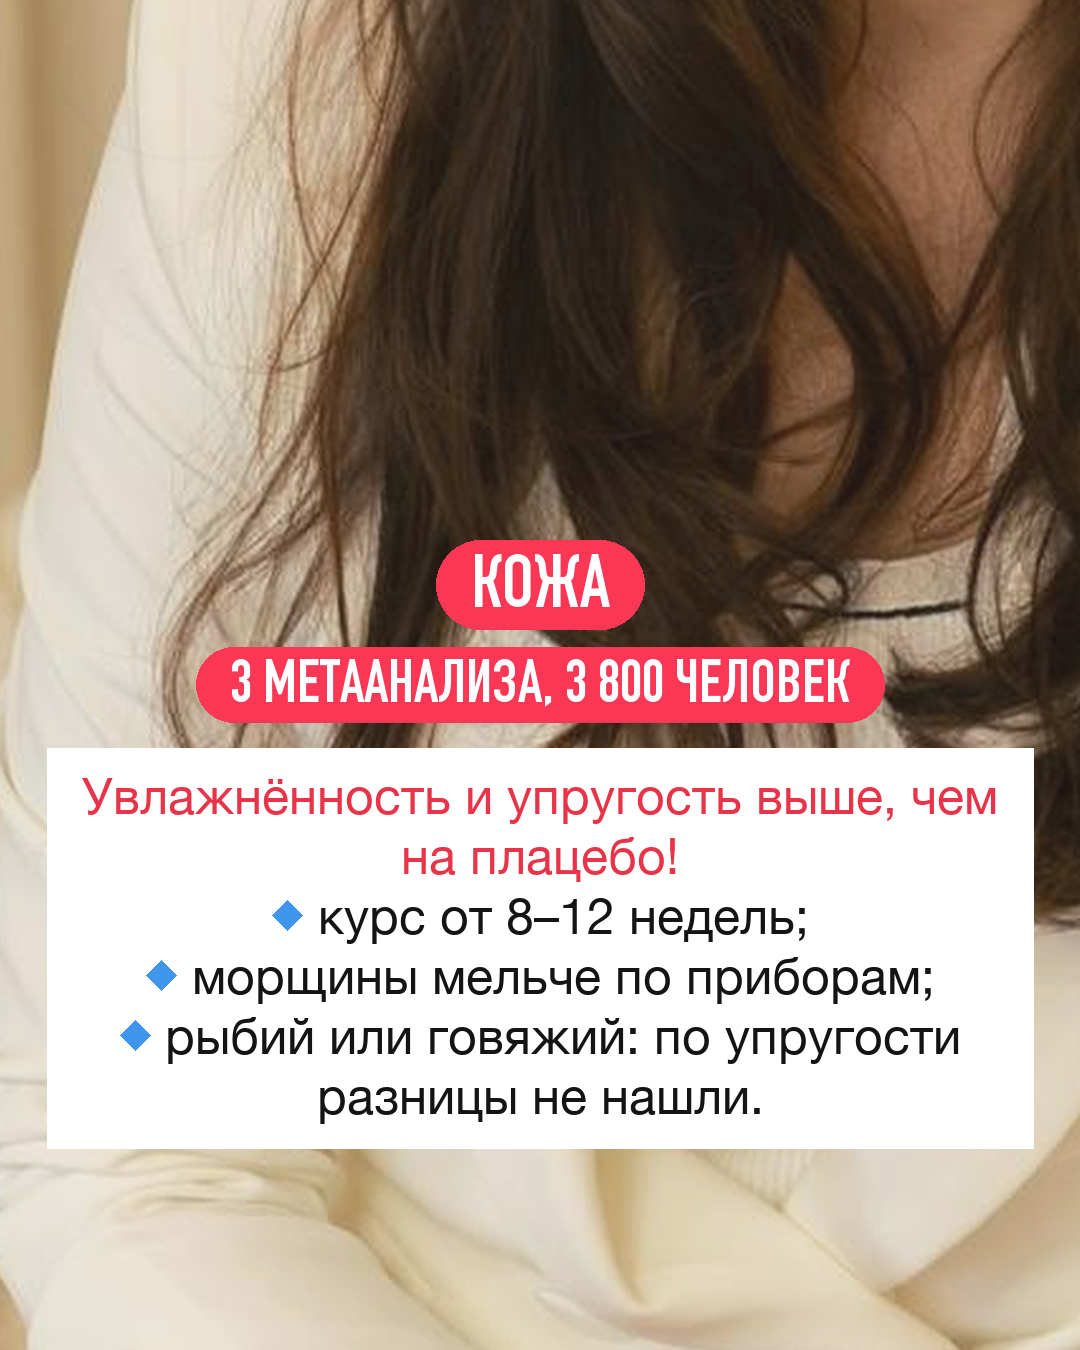 КОЖА
3 МЕТААНАЛИЗА, 3 800 ЧЕЛОВЕК
Увлажнённость и упругость выше, чем
на плацебо!
🔹 курс от 8–12 недель;
🔹 морщины мельче по приборам;
🔹 рыбий или говяжий: по упругости
разницы не нашли.